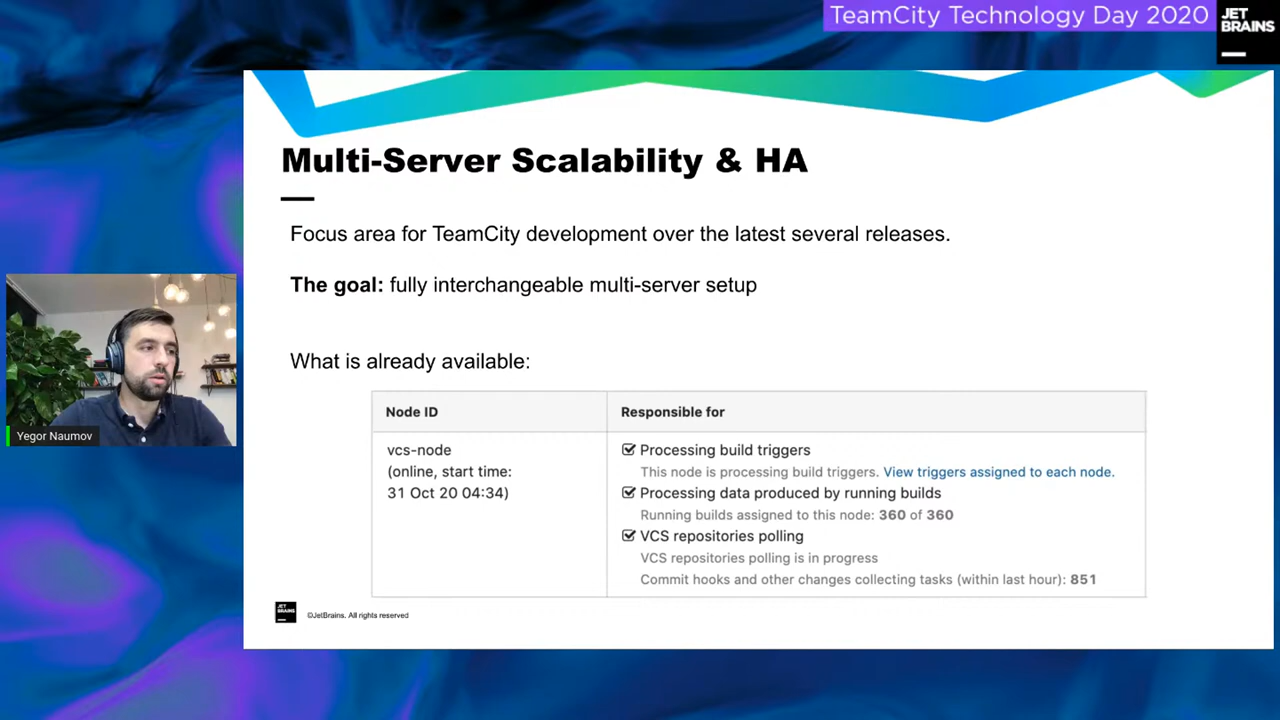 TeamCity Technology Day 2020
JET
BRAINS
Multi-Server Scalability & HA
Focus area for TeamCity development over the latest several releases.
The goal: fully interchangeable multi-server setup
What is already available:
Node ID
Responsible for
vcs-node
(online, start time:
31 Oct 20 04:34)
Processing build triggers
This node is processing build triggers. View triggers assigned to each node.
Processing data produced by running builds
Running builds assigned to this node: 360 of 360
VCS repositories polling
VCS repositories polling is in progress
Commit hooks and other changes collecting tasks (within last hour): 851
Yegor Naumov
JET
BRAINS
©JetBrains. All rights reserved